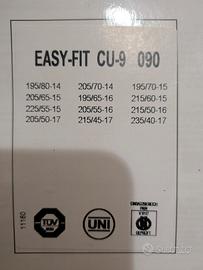 EASY-FIT CU-9 090
195/80-14 205/70-14 195/70-15
205/65-15 195/65-16 215/60-15
225/55-15 205/55-16 215/50-16
205/50-17 215/45-17 235/40-17
11160
TÜV
UNI
subito